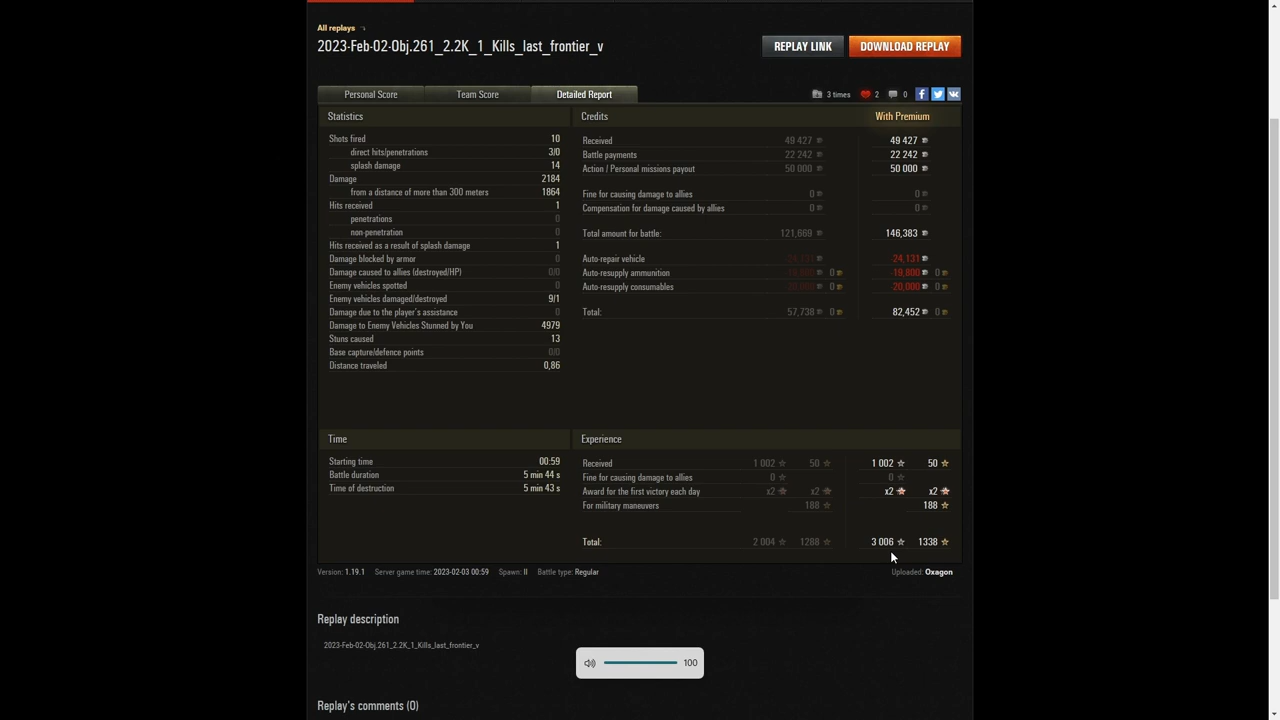 All replays
2023-Feb-02-Obj.261_2.2K_1_Kills_last_frontier_v
REPLAY LINK
DOWNLOAD REPLAY
Personal Score
Team Score
Detailed Report
3 times
2
0
Statistics
Credits
With Premium
Shots fired 10
direct hits/penetrations 3/0
splash damage 14
Damage 2184
from a distance of more than 300 meters 1864
Hits received 1
penetrations 0
non-penetration 0
Hits received as a result of splash damage 1
Damage blocked by armor 0
Damage caused to allies (destroyed/HP) 0/0
Enemy vehicles spotted 0
Enemy vehicles damaged/destroyed 9/1
Damage due to the player's assistance 0
Damage to Enemy Vehicles Stunned by You 4979
Stuns caused 13
Base capture/defence points 0/0
Distance traveled 0,86
Received 49 427 49 427
Battle payments 22 242 22 242
Action / Personal missions payout 50 000 50 000
Fine for causing damage to allies 0 0
Compensation for damage caused by allies 0 0
Total amount for battle: 121,669 146,383
Auto-repair vehicle 24,131
Auto-resupply ammunition 0 -19,800 0
Auto-resupply consumables 0 -20,000 0
Total: 57,738 0 82,452 0
Time
Starting time 00:59
Battle duration 5 min 44 s
Time of destruction 5 min 43 s
Experience
Received 1 002 50 1 002 50
Fine for causing damage to allies 0 0
Award for the first victory each day x2 x2 x2 x2
For military maneuvers 188 188
Total: 2 004 1288 3 006 1338
Version: 1.19.1 Server game time: 2023-02-03 00:59 Spawn: II Battle type: Regular
Uploaded: Oxagon
Replay description
2023-Feb-02-Obj.261_2.2K_1_Kills_last_frontier_v
100
Replay's comments (0)